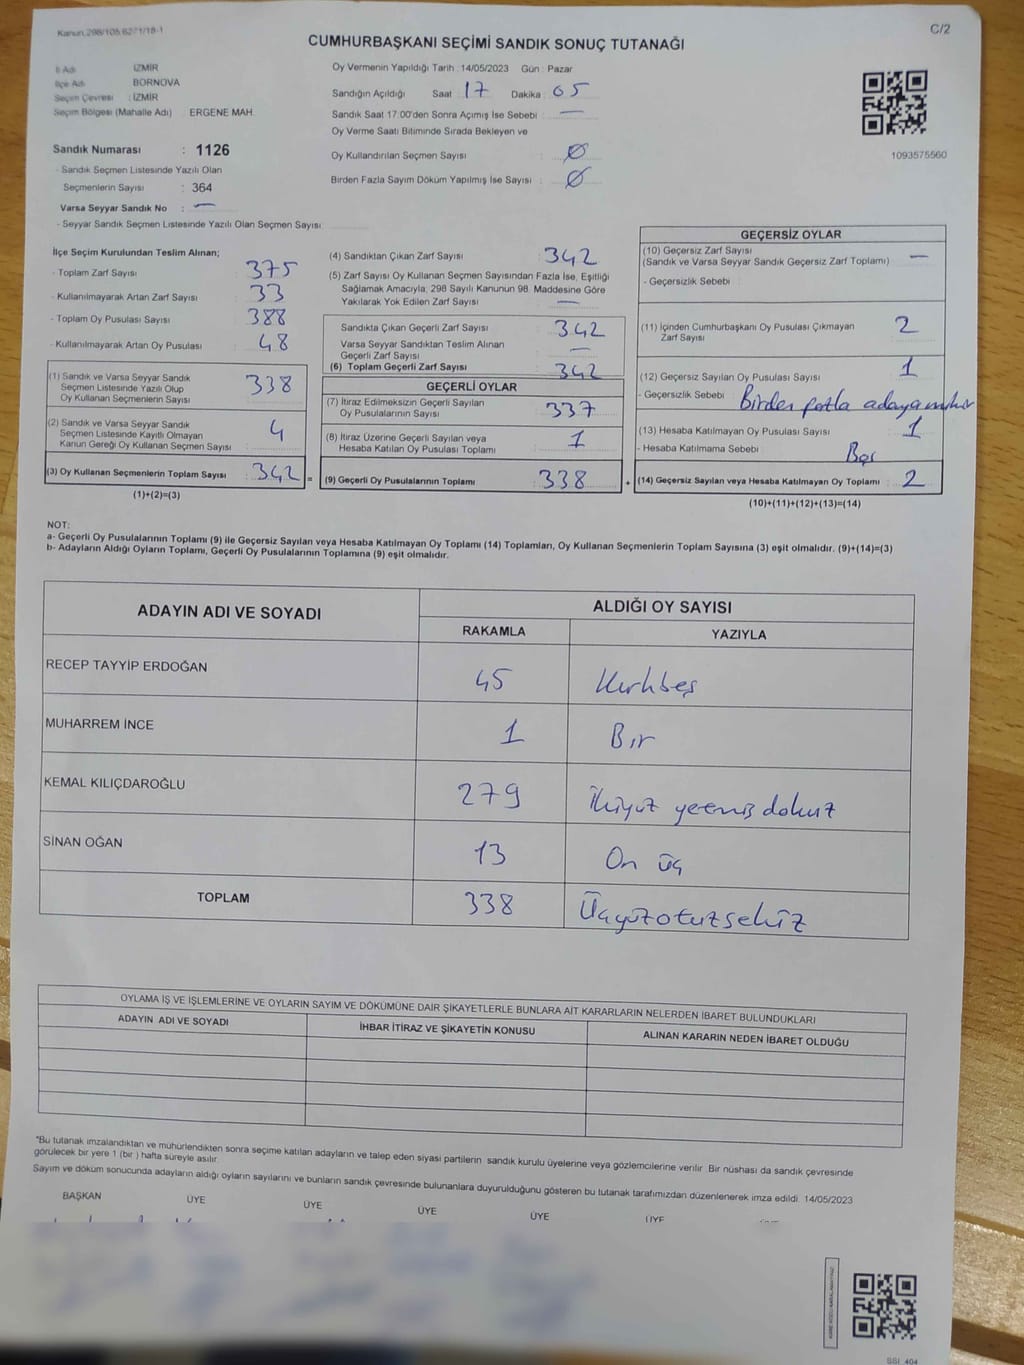 Kanun:298/105,6271/18-1
C/2
CUMHURBAŞKANI SEÇİMİ SANDIK SONUÇ TUTANAĞI
İl Adı : İZMİR
İlçe Adı : BORNOVA
Seçim Çevresi : İZMİR
Seçim Bölgesi (Mahalle Adı) : ERGENE MAH.
Sandık Numarası : 1126
- Sandık Seçmen Listesinde Yazılı Olan
Seçmenlerin Sayısı : 364
Varsa Seyyar Sandık No : —
- Seyyar Sandık Seçmen Listesinde Yazılı Olan Seçmen Sayısı:
Oy Vermenin Yapıldığı Tarih : 14/05/2023 Gün : Pazar
Sandığın Açıldığı Saat : 17 Dakika : 05
Sandık Saat 17.00'den Sonra Açımış İse Sebebi : —
Oy Verme Saati Bitiminde Sırada Bekleyen ve
Oy Kullandırılan Seçmen Sayısı : Ø
Birden Fazla Sayım Döküm Yapılmış İse Sayısı : Ø
1093575560
İlçe Seçim Kurulundan Teslim Alınan;
- Toplam Zarf Sayısı : 375
- Kullanılmayarak Artan Zarf Sayısı : 33
- Toplam Oy Pusulası Sayısı : 388
- Kullanılmayarak Artan Oy Pusulası : 48
(1) Sandık ve Varsa Seyyar Sandık
Seçmen Listesinde Yazılı Olup
Oy Kullanan Seçmenlerin Sayısı : 338
(2) Sandık ve Varsa Seyyar Sandık
Seçmen Listesinde Kayıtlı Olmayan
Kanun Gereği Oy Kullanan Seçmen Sayısı : 4
(3) Oy Kullanan Seçmenlerin Toplam Sayısı : 342 =
(1)+(2)=(3)
(4) Sandıktan Çıkan Zarf Sayısı : 342
(5) Zarf Sayısı Oy Kullanan Seçmen Sayısından Fazla İse, Eşitliği
Sağlamak Amacıyla; 298 Sayılı Kanunun 98. Maddesine Göre
Yakılarak Yok Edilen Zarf Sayısı : —
Sandıkta Çıkan Geçerli Zarf Sayısı : 342
Varsa Seyyar Sandıktan Teslim Alınan
Geçerli Zarf Sayısı : —
(6) Toplam Geçerli Zarf Sayısı : 342
GEÇERLİ OYLAR
(7) İtiraz Edilmeksizin Geçerli Sayılan
Oy Pusulalarının Sayısı : 337
(8) İtiraz Üzerine Geçerli Sayılan veya
Hesaba Katılan Oy Pusulası Toplamı : 1
(9) Geçerli Oy Pusulalarının Toplamı : 338 +
GEÇERSİZ OYLAR
(10) Geçersiz Zarf Sayısı
(Sandık ve Varsa Seyyar Sandık Geçersiz Zarf Toplamı) : —
- Geçersizlik Sebebi :
(11) İçinden Cumhurbaşkanı Oy Pusulası Çıkmayan
Zarf Sayısı : 2
(12) Geçersiz Sayılan Oy Pusulası Sayısı : 1
- Geçersizlik Sebebi : Birden fazla adaya mühür
(13) Hesaba Katılmayan Oy Pusulası Sayısı : 1
- Hesaba Katılmama Sebebi : Boş
(14) Geçersiz Sayılan veya Hesaba Katılmayan Oy Toplamı : 2
(10)+(11)+(12)+(13)=(14)
NOT:
a- Geçerli Oy Pusulalarının Toplamı (9) ile Geçersiz Sayılan veya Hesaba Katılmayan Oy Toplamı (14) Toplamları, Oy Kullanan Seçmenlerin Toplam Sayısına (3) eşit olmalıdır. (9)+(14)=(3)
b- Adayların Aldığı Oyların Toplamı, Geçerli Oy Pusulalarının Toplamına (9) eşit olmalıdır.
ADAYIN ADI VE SOYADI
ALDIĞI OY SAYISI
RAKAMLA YAZIYLA
RECEP TAYYİP ERDOĞAN 45 Kırkbeş
MUHARREM İNCE 1 Bir
KEMAL KILIÇDAROĞLU 279 İkiyüz yetmiş dokuz
SİNAN OĞAN 13 On üç
TOPLAM 338 Üçyüzotuzsekiz
OYLAMA İŞ VE İŞLEMLERİNE VE OYLARIN SAYIM VE DÖKÜMÜNE DAİR ŞİKAYETLERLE BUNLARA AİT KARARLARIN NELERDEN İBARET BULUNDUKLARI
ADAYIN ADI VE SOYADI İHBAR İTİRAZ VE ŞİKAYETİN KONUSU ALINAN KARARIN NEDEN İBARET OLDUĞU
*Bu tutanak imzalandıktan ve mühürlendikten sonra seçime katılan adayların ve talep eden siyasi partilerin sandık kurulu üyelerine veya gözlemcilerine verilir. Bir nüshası da sandık çevresinde
görülecek bir yere 1 (bir ) hafta süreyle asılır.
Sayım ve döküm sonucunda adayların aldığı oyların sayılarını ve bunların sandık çevresinde bulunanlara duyurulduğunu gösteren bu tutanak tarafımızdan düzenlenerek imza edildi. 14/05/2023
BAŞKAN ÜYE ÜYE ÜYE ÜYE ÜYE
SSI 404